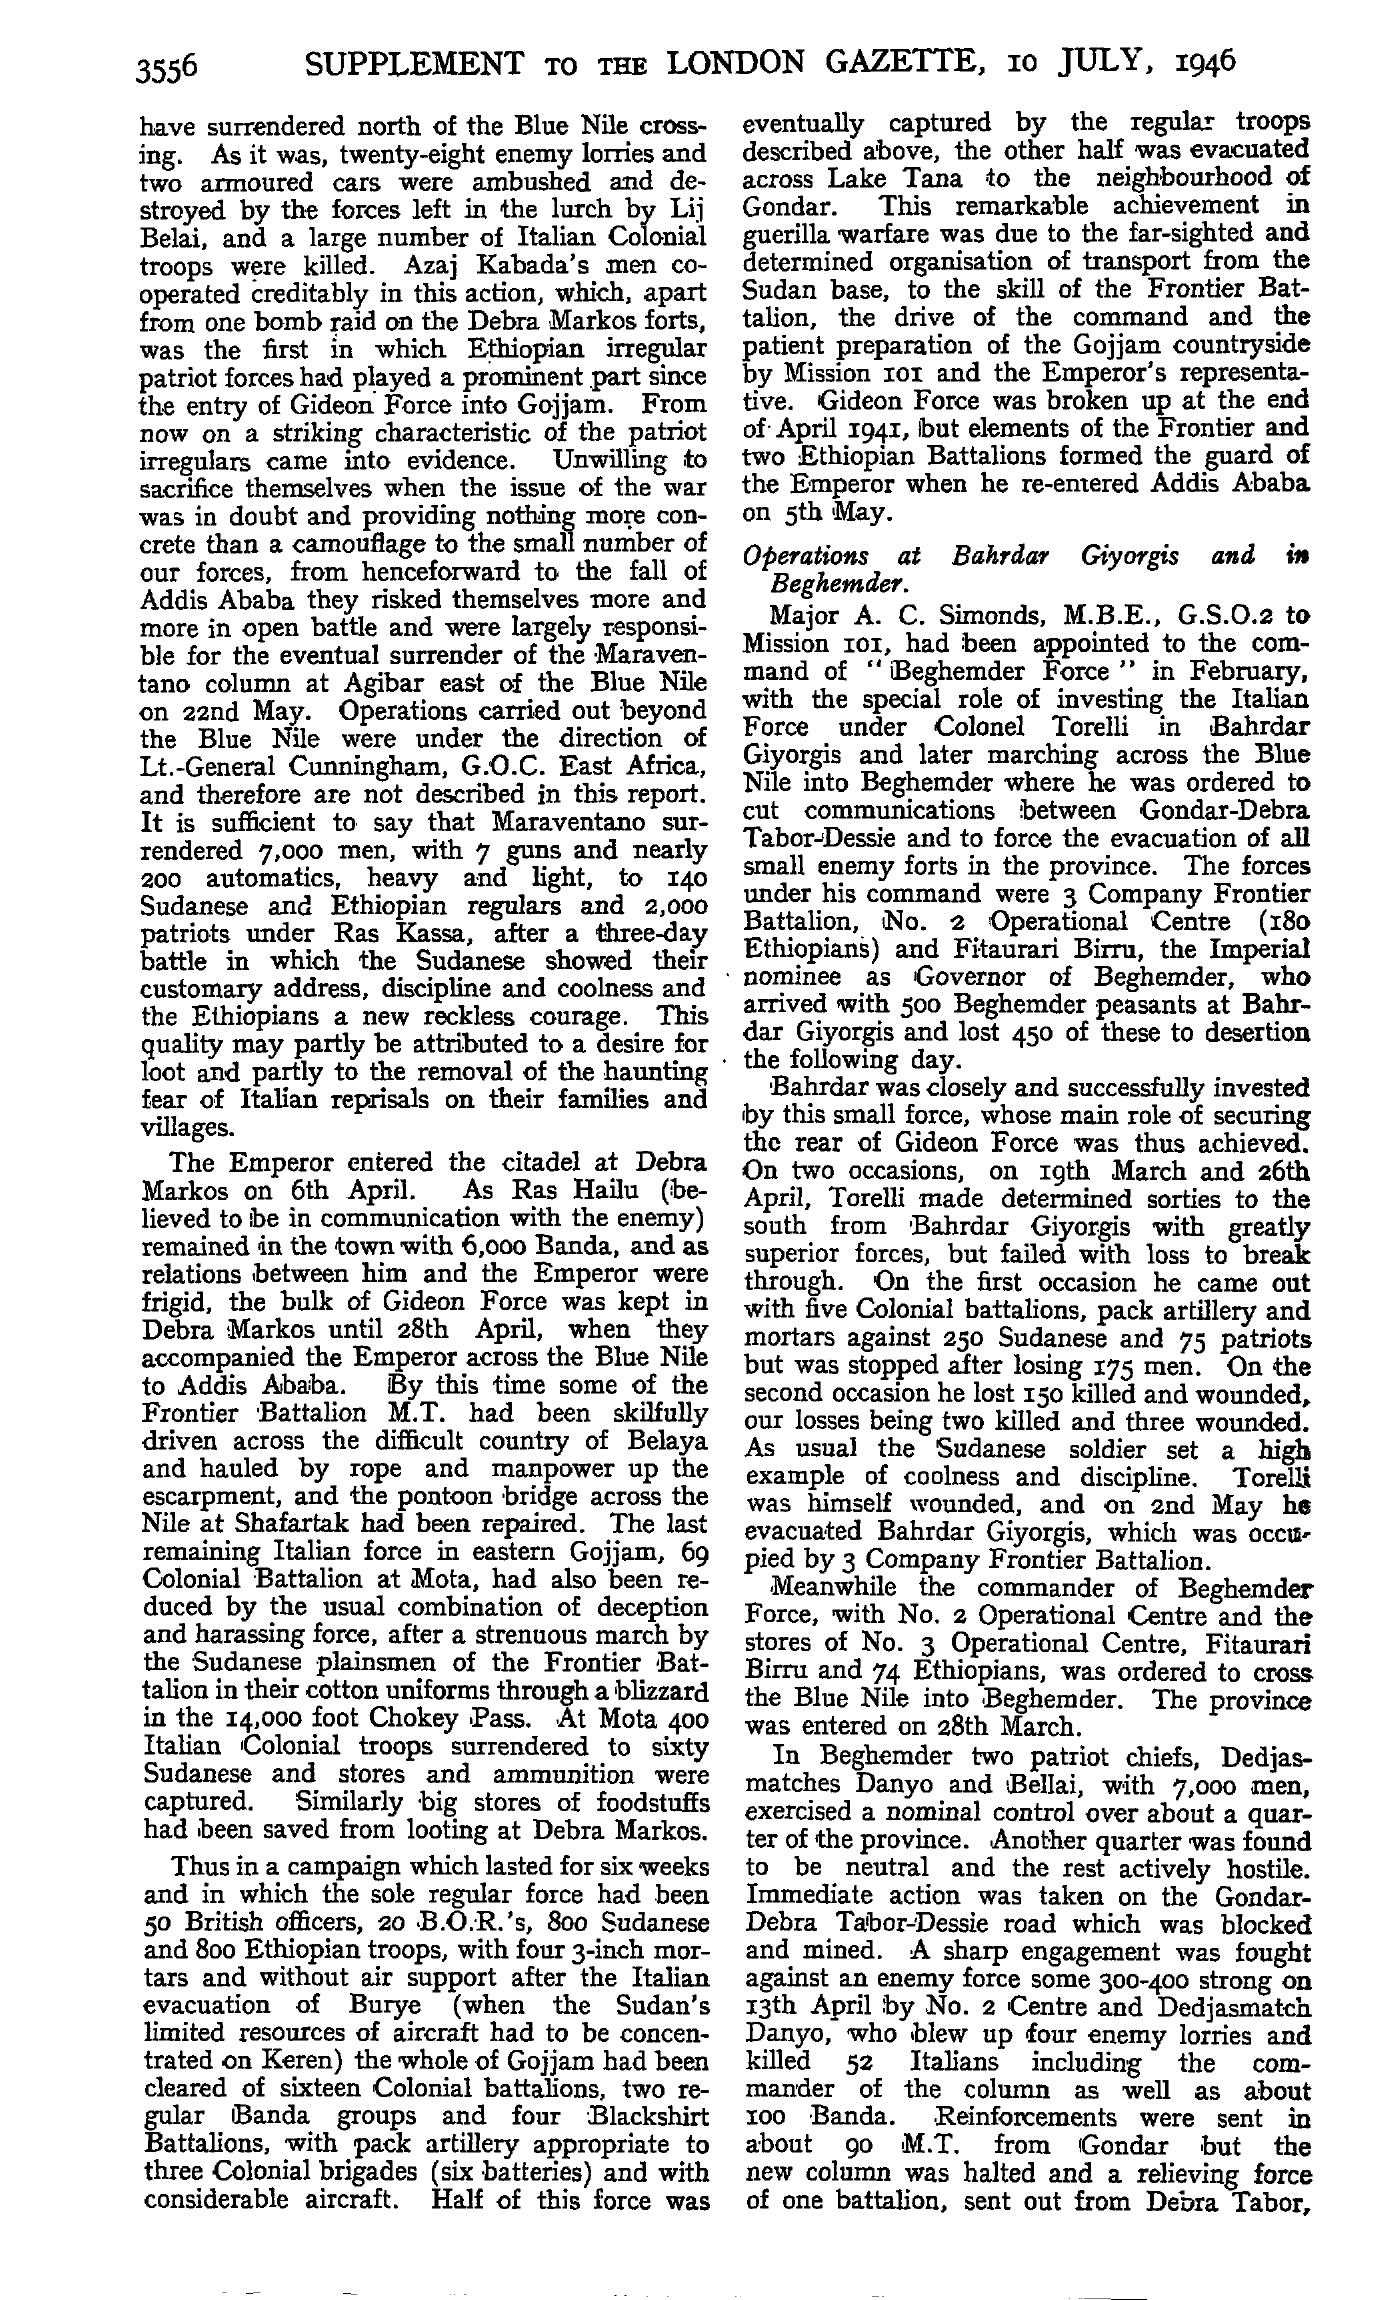 3556 SUPPLEMENT TO THE LONDON GAZETTE, 10 JULY, 1946
have surrendered north of the Blue Nile cross-
ing. As it was, twenty-eight enemy lorries and
two armoured cars were ambushed and de-
stroyed by the forces left in the lurch by Lij
Belai, and a large number of Italian Colonial
troops were killed. Azaj Kabada's men co-
operated creditably in this action, which, apart
from one bomb raid on the Debra Markos forts,
was the first in which Ethiopian irregular
patriot forces had played a prominent part since
the entry of Gideon Force into Gojjam. From
now on a striking characteristic of the patriot
irregulars came into evidence. Unwilling to
sacrifice themselves when the issue of the war
was in doubt and providing nothing more con-
crete than a camouflage to the small number of
our forces, from henceforward to the fall of
Addis Ababa they risked themselves more and
more in open battle and were largely responsi-
ble for the eventual surrender of the Maraven-
tano column at Agibar east of the Blue Nile
on 22nd May. Operations carried out beyond
the Blue Nile were under the direction of
Lt.-General Cunningham, G.O.C. East Africa,
and therefore are not described in this report.
It is sufficient to say that Maraventano sur-
rendered 7,000 men, with 7 guns and nearly
200 automatics, heavy and light, to 140
Sudanese and Ethiopian regulars and 2,000
patriots under Ras Kassa, after a three-day
battle in which the Sudanese showed their
customary address, discipline and coolness and
the Ethiopians a new reckless courage. This
quality may partly be attributed to a desire for
loot and partly to the removal of the haunting
fear of Italian reprisals on their families and
villages.
The Emperor entered the citadel at Debra
Markos on 6th April. As Ras Hailu (be-
lieved to be in communication with the enemy)
remained in the town with 6,000 Banda, and as
relations between him and the Emperor were
frigid, the bulk of Gideon Force was kept in
Debra Markos until 28th April, when they
accompanied the Emperor across the Blue Nile
to Addis Ababa. By this time some of the
Frontier Battalion M.T. had been skilfully
driven across the difficult country of Belaya
and hauled by rope and manpower up the
escarpment, and the pontoon bridge across the
Nile at Shafartak had been repaired. The last
remaining Italian force in eastern Gojjam, 69
Colonial Battalion at Mota, had also been re-
duced by the usual combination of deception
and harassing force, after a strenuous march by
the Sudanese plainsmen of the Frontier Bat-
talion in their cotton uniforms through a blizzard
in the 14,000 foot Chokey Pass. At Mota 400
Italian Colonial troops surrendered to sixty
Sudanese and stores and ammunition were
captured. Similarly big stores of foodstuffs
had been saved from looting at Debra Markos.
Thus in a campaign which lasted for six weeks
and in which the sole regular force had been
50 British officers, 20 B.O.R.'s, 800 Sudanese
and 800 Ethiopian troops, with four 3-inch mor-
tars and without air support after the Italian
evacuation of Burye (when the Sudan's
limited resources of aircraft had to be concen-
trated on Keren) the whole of Gojjam had been
cleared of sixteen Colonial battalions, two re-
gular Banda groups and four Blackshirt
Battalions, with pack artillery appropriate to
three Colonial brigades (six batteries) and with
considerable aircraft. Half of this force was
eventually captured by the regular troops
described above, the other half was evacuated
across Lake Tana to the neighbourhood of
Gondar. This remarkable achievement in
guerilla warfare was due to the far-sighted and
determined organisation of transport from the
Sudan base, to the skill of the Frontier Bat-
talion, the drive of the command and the
patient preparation of the Gojjam countryside
by Mission 101 and the Emperor's representa-
tive. Gideon Force was broken up at the end
of April 1941, but elements of the Frontier and
two Ethiopian Battalions formed the guard of
the Emperor when he re-entered Addis Ababa
on 5th May.
Operations at Bahrdar Giyorgis and in
Beghemder.
Major A. C. Simonds, M.B.E., G.S.O.2 to
Mission 101, had been appointed to the com-
mand of "Beghemder Force" in February,
with the special role of investing the Italian
Force under Colonel Torelli in Bahrdar
Giyorgis and later marching across the Blue
Nile into Beghemder where he was ordered to
cut communications between Gondar-Debra
Tabor-Dessie and to force the evacuation of all
small enemy forts in the province. The forces
under his command were 3 Company Frontier
Battalion, No. 2 Operational Centre (180
Ethiopians) and Fitaurari Birru, the Imperial
nominee as Governor of Beghemder, who
arrived with 500 Beghemder peasants at Bahr-
dar Giyorgis and lost 450 of these to desertion
the following day.
Bahrdar was closely and successfully invested
by this small force, whose main role of securing
the rear of Gideon Force was thus achieved.
On two occasions, on 19th March and 26th
April, Torelli made determined sorties to the
south from Bahrdar Giyorgis with greatly
superior forces, but failed with loss to break
through. On the first occasion he came out
with five Colonial battalions, pack artillery and
mortars against 250 Sudanese and 75 patriots
but was stopped after losing 175 men. On the
second occasion he lost 150 killed and wounded,
our losses being two killed and three wounded.
As usual the Sudanese soldier set a high
example of coolness and discipline. Torelli
was himself wounded, and on 2nd May he
evacuated Bahrdar Giyorgis, which was occu-
pied by 3 Company Frontier Battalion.
Meanwhile the commander of Beghemder
Force, with No. 2 Operational Centre and the
stores of No. 3 Operational Centre, Fitaurari
Birru and 74 Ethiopians, was ordered to cross
the Blue Nile into Beghemder. The province
was entered on 28th March.
In Beghemder two patriot chiefs, Dedjas-
matches Danyo and Bellai, with 7,000 men,
exercised a nominal control over about a quar-
ter of the province. Another quarter was found
to be neutral and the rest actively hostile.
Immediate action was taken on the Gondar-
Debra Tabor-Dessie road which was blocked
and mined. A sharp engagement was fought
against an enemy force some 300-400 strong on
13th April by No. 2 Centre and Dedjasmatch
Danyo, who blew up four enemy lorries and
killed 52 Italians including the com-
mander of the column as well as about
100 Banda. Reinforcements were sent in
about 90 M.T. from Gondar but the
new column was halted and a relieving force
of one battalion, sent out from Debra Tabor,